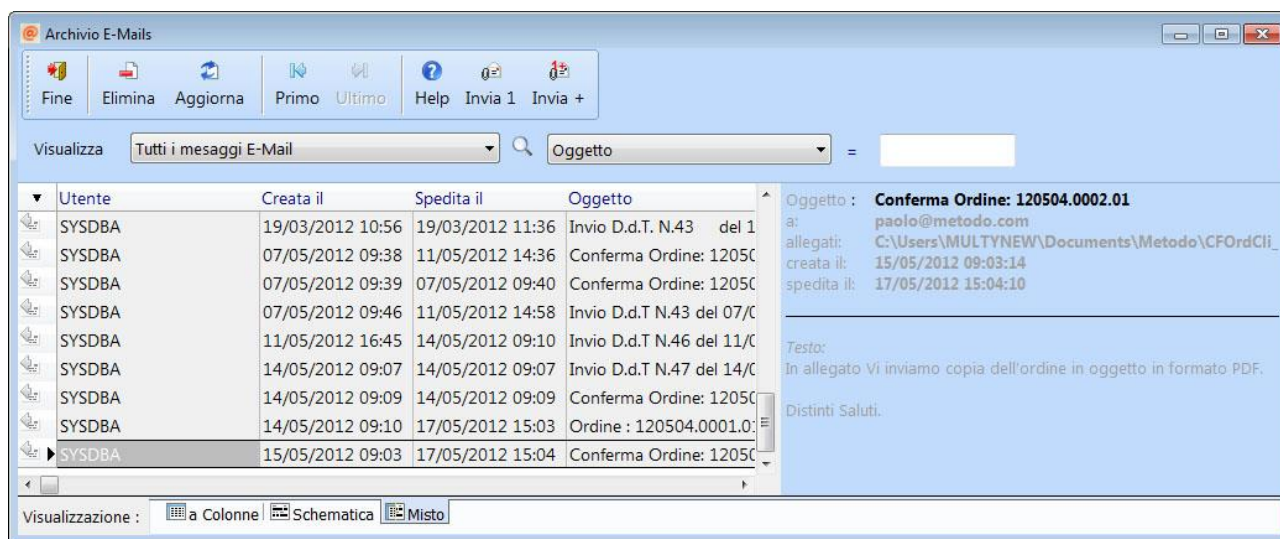 Archivio E-Mails
Fine Elimina Aggiorna Primo Ultimo Help Invia 1 Invia +
Visualizza Tutti i mesaggi E-Mail Oggetto =
Utente Creata il Spedita il Oggetto
SYSDBA 19/03/2012 10:56 19/03/2012 11:36 Invio D.d.T. N.43 del 1
SYSDBA 07/05/2012 09:38 11/05/2012 14:36 Conferma Ordine: 12050
SYSDBA 07/05/2012 09:39 07/05/2012 09:40 Conferma Ordine: 12050
SYSDBA 07/05/2012 09:46 11/05/2012 14:58 Invio D.d.T N.43 del 07/0
SYSDBA 11/05/2012 16:45 14/05/2012 09:10 Invio D.d.T N.46 del 11/0
SYSDBA 14/05/2012 09:07 14/05/2012 09:07 Invio D.d.T N.47 del 14/0
SYSDBA 14/05/2012 09:09 14/05/2012 09:09 Conferma Ordine: 12050
SYSDBA 14/05/2012 09:10 17/05/2012 15:03 Ordine : 120504.0001.01
SYSDBA 15/05/2012 09:03 17/05/2012 15:04 Conferma Ordine: 12050
Oggetto : Conferma Ordine: 120504.0002.01
a: paolo@metodo.com
allegati: C:\Users\MULTYNEW\Documents\Metodo\CFOrdCli_
creata il: 15/05/2012 09:03:14
spedita il: 17/05/2012 15:04:10
Testo:
In allegato Vi inviamo copia dell'ordine in oggetto in formato PDF.
Distinti Saluti.
Visualizzazione : a Colonne Schematica Misto